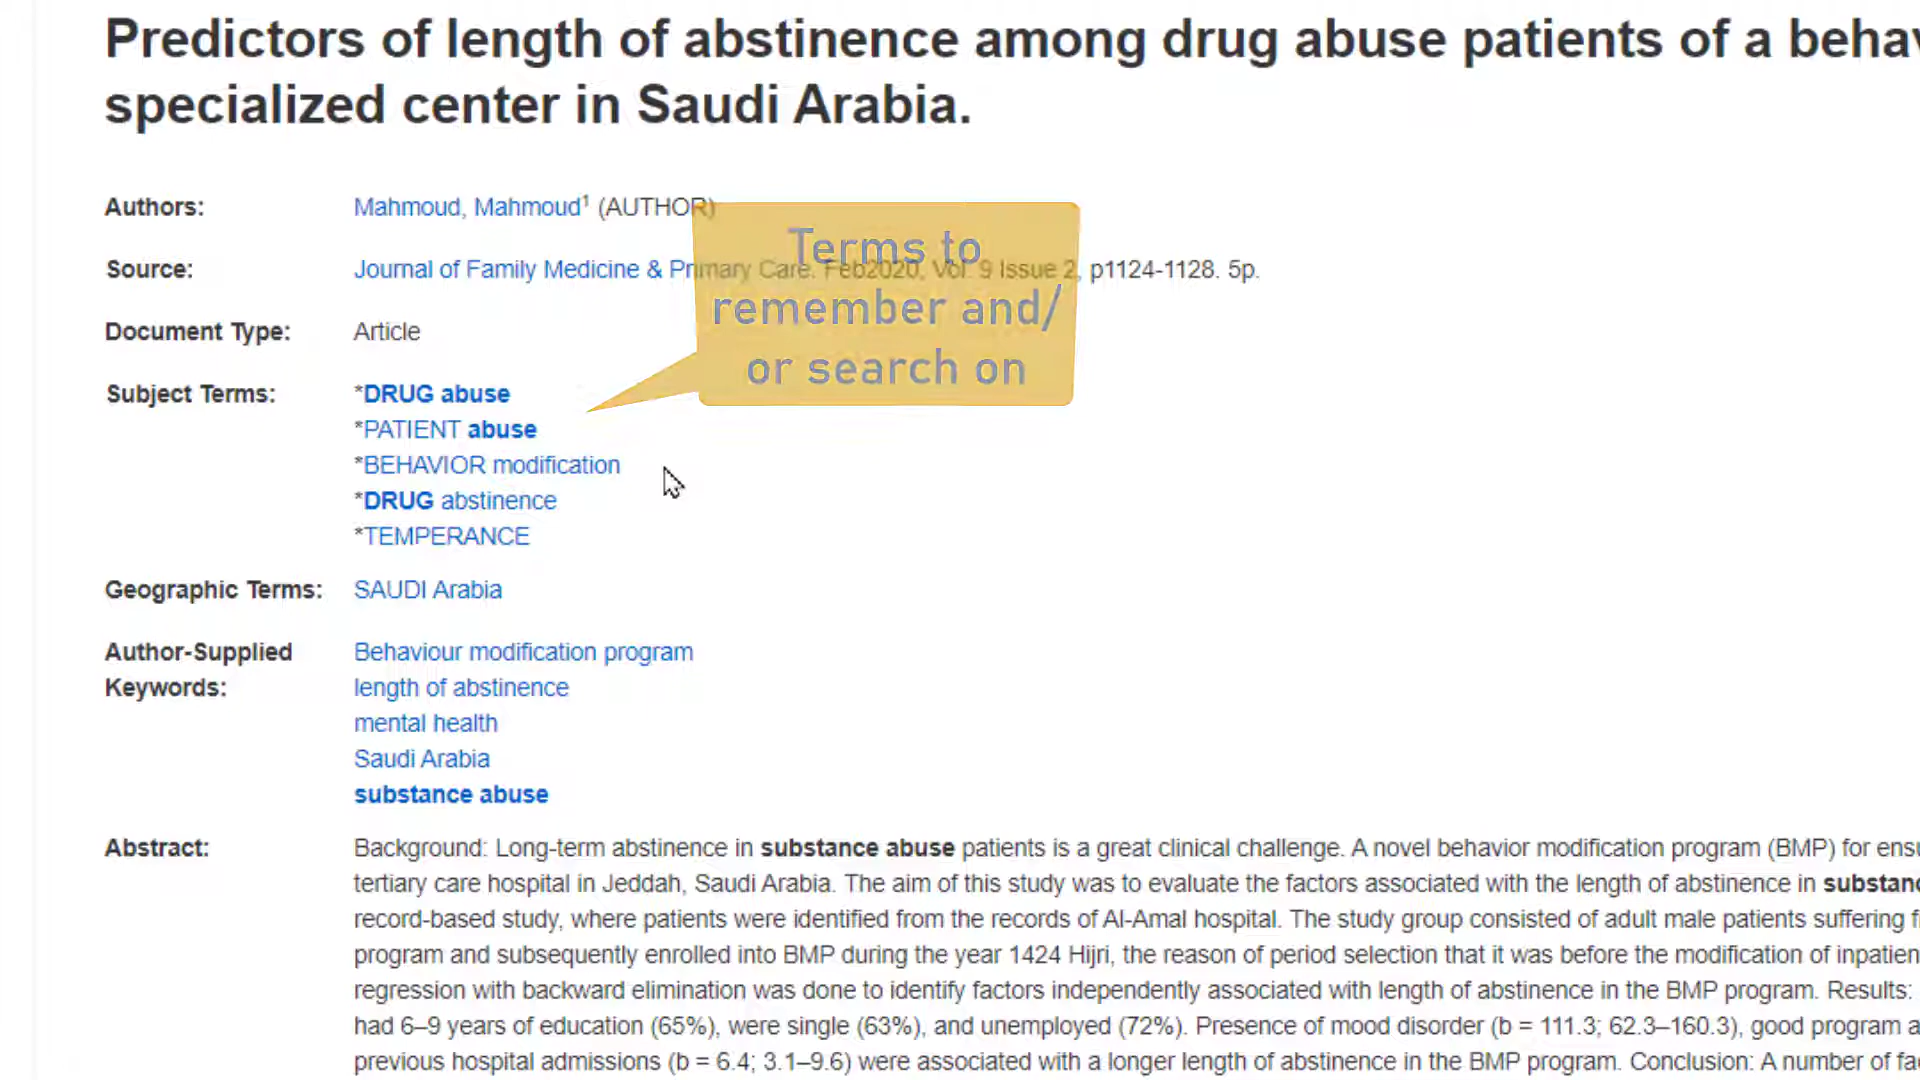 Predictors of length of abstinence among drug abuse patients of a behav
specialized center in Saudi Arabia.
Authors: Mahmoud, Mahmoud¹ (AUTHOR)
Terms to
remember and/
or search on
Source: Journal of Family Medicine & Primary Care. Feb2020, Vol. 9 Issue 2, p1124-1128. 5p.
Document Type: Article
Subject Terms: *DRUG abuse
*PATIENT abuse
*BEHAVIOR modification
*DRUG abstinence
*TEMPERANCE
Geographic Terms: SAUDI Arabia
Author-Supplied Behaviour modification program
Keywords: length of abstinence
mental health
Saudi Arabia
substance abuse
Abstract: Background: Long-term abstinence in substance abuse patients is a great clinical challenge. A novel behavior modification program (BMP) for ensu
tertiary care hospital in Jeddah, Saudi Arabia. The aim of this study was to evaluate the factors associated with the length of abstinence in substanc
record-based study, where patients were identified from the records of Al-Amal hospital. The study group consisted of adult male patients suffering f
program and subsequently enrolled into BMP during the year 1424 Hijri, the reason of period selection that it was before the modification of inpatien
regression with backward elimination was done to identify factors independently associated with length of abstinence in the BMP program. Results:
had 6–9 years of education (65%), were single (63%), and unemployed (72%). Presence of mood disorder (b = 111.3; 62.3–160.3), good program a
previous hospital admissions (b = 6.4; 3.1–9.6) were associated with a longer length of abstinence in the BMP program. Conclusion: A number of fac